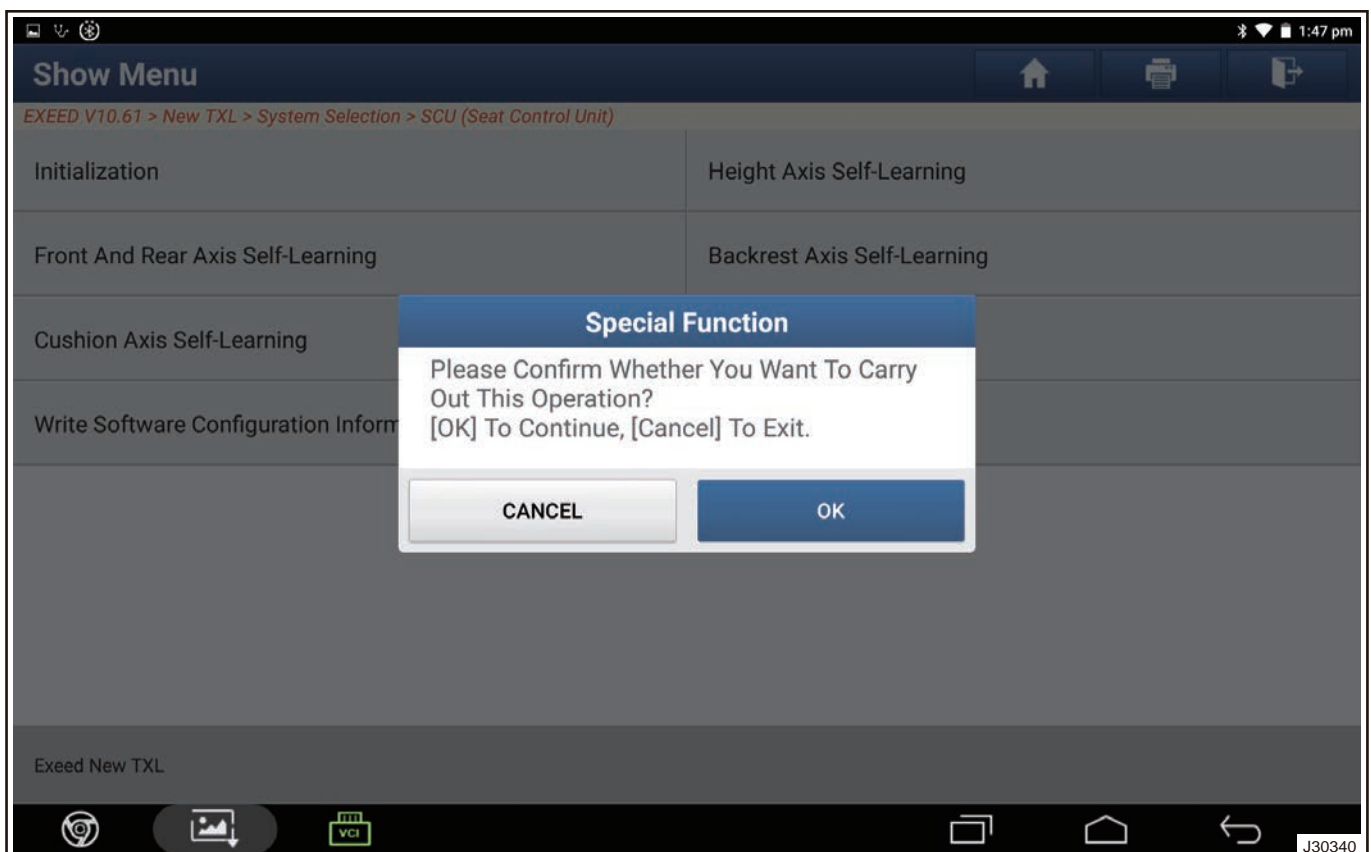 1:47 pm
Show Menu
EXEED V10.61 > New TXL > System Selection > SCU (Seat Control Unit)
Initialization
Height Axis Self-Learning
Front And Rear Axis Self-Learning
Backrest Axis Self-Learning
Cushion Axis Self-Learning
Write Software Configuration Inform
Special Function
Please Confirm Whether You Want To Carry
Out This Operation?
[OK] To Continue, [Cancel] To Exit.
CANCEL
OK
Exeed New TXL
VCI
J30340